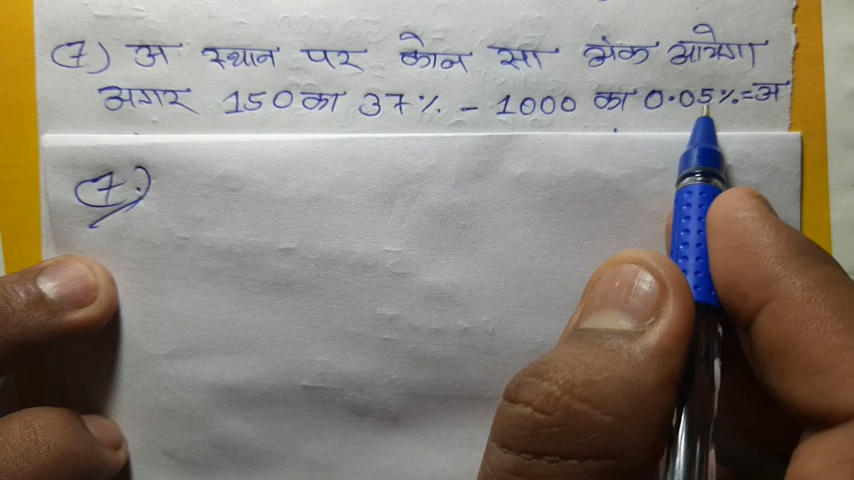 (7) अ स्थान पर कौन सा अंक आयेगा
अगर 150 का 37% - 1000 का 0.05% = अ
(7.)